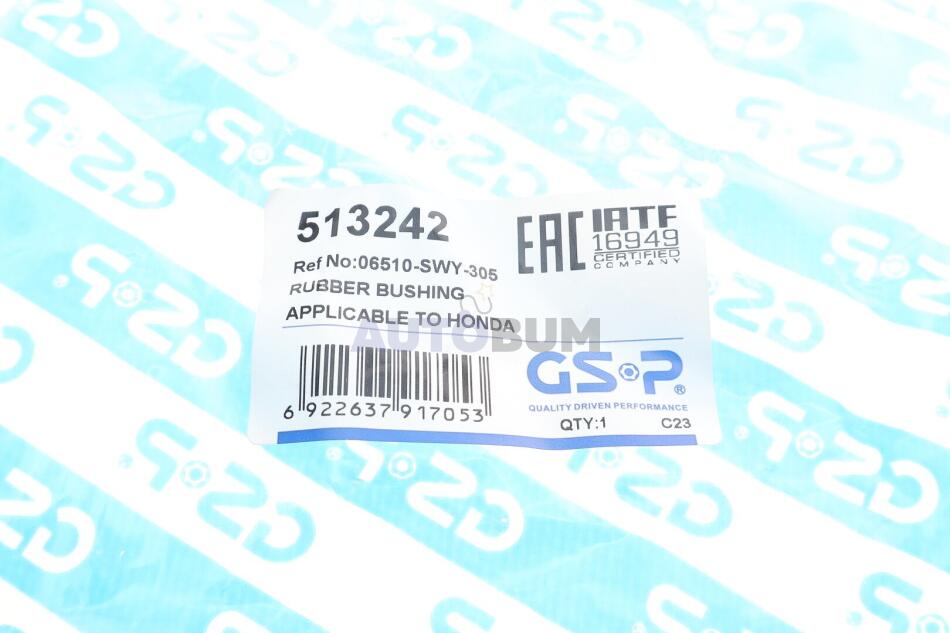 513242
Ref No:06510-SWY-305
RUBBER BUSHING
APPLICABLE TO HONDA
EAC
IATF
16949
CERTIFIED
COMPANY
AUTOBUM
6 922637 917053
GSP®
QUALITY DRIVEN PERFORMANCE
QTY:1 C23